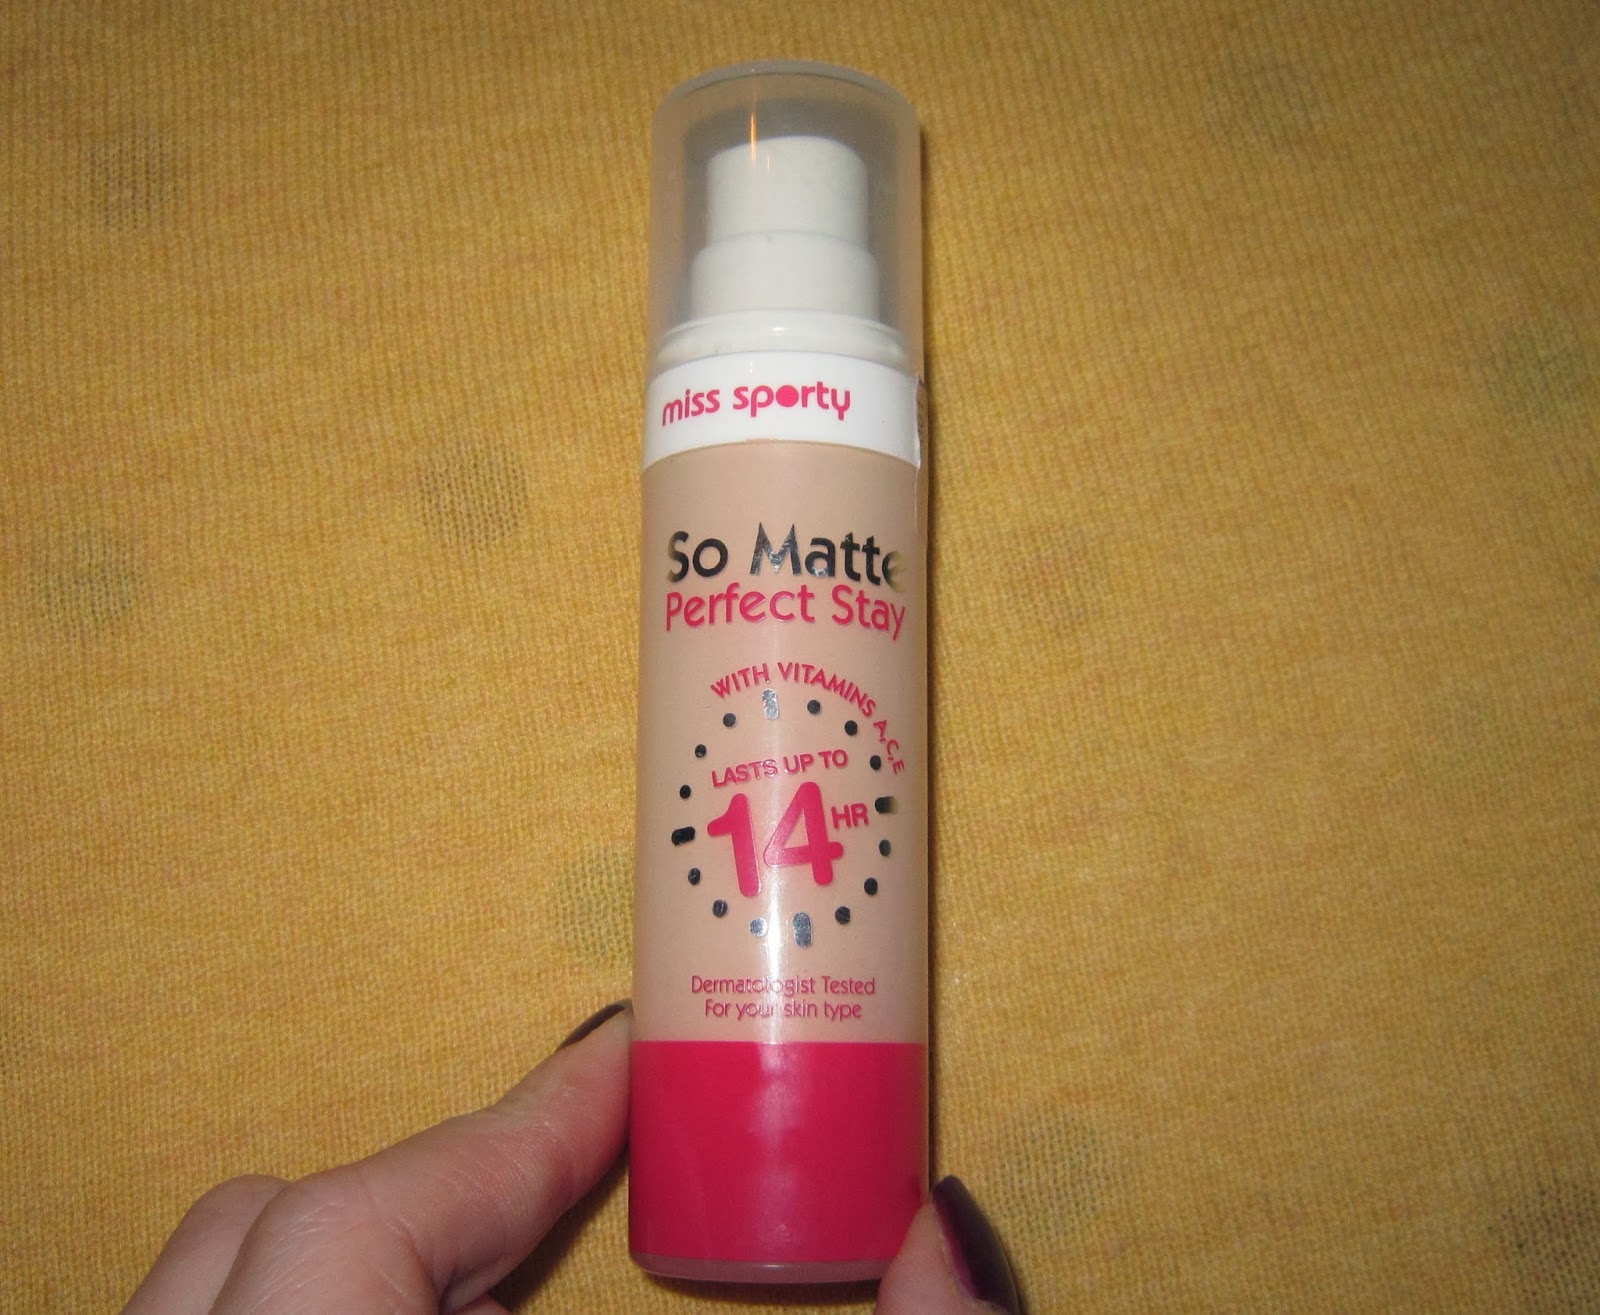 miss sporty
So Matte
Perfect Stay
WITH VITAMINS A,C,E
LASTS UP TO
14 HR
Dermatologist Tested
For your skin type